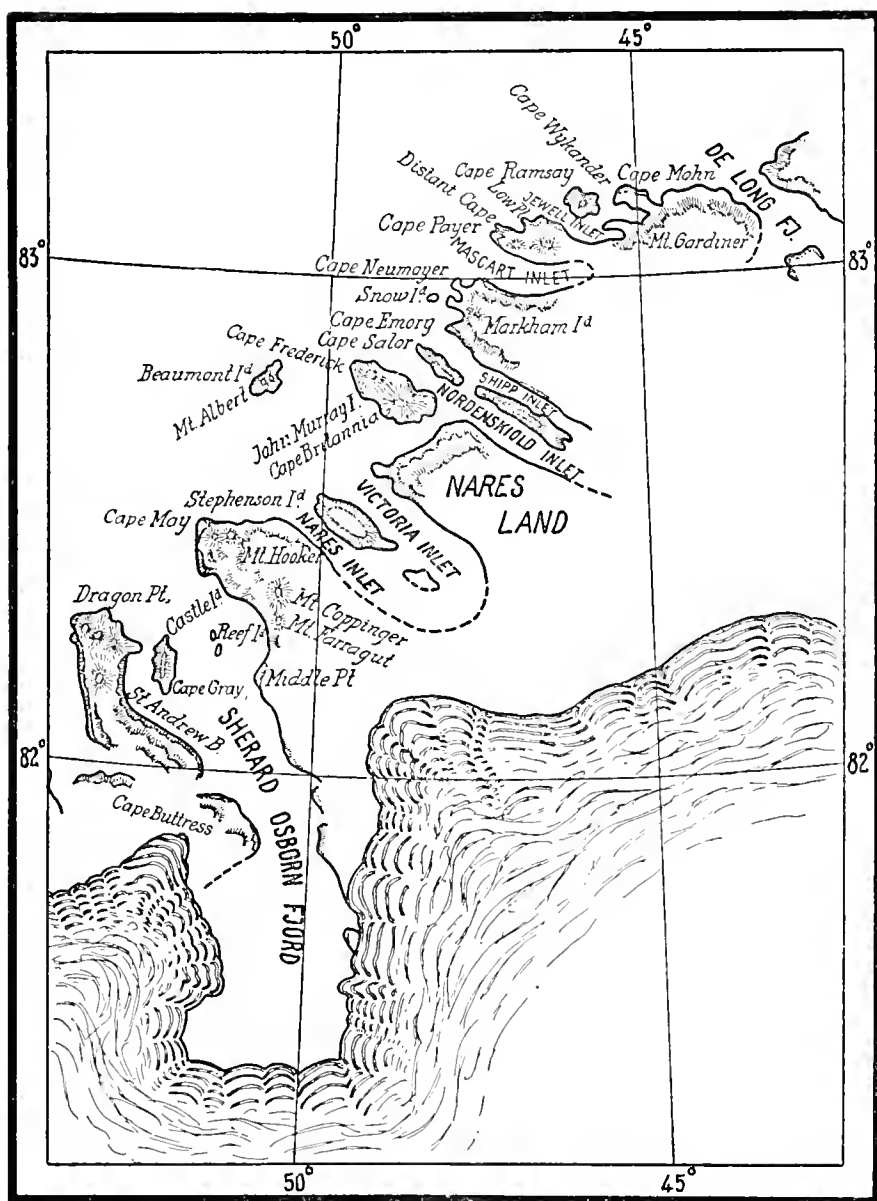 50°
45°
Cape Wykander
DE LONG FJ.
Cape Ramsay
Cape Mohn
Distant Cape
Low Pt.
JEWELL INLET
Cape Payer
Mt. Gardiner
MASCART INLET
83°
83°
Cape Neumayer
Snow Id.
Cape Emorg
Markham Id
Cape Salor
Cape Frederick
Beaumont Id
Mt. Albert
SHIPP INLET
NORDENSKIOLD INLET
John Murray I.
Cape Britannia
NARES
LAND
Stephenson Id
VICTORIA INLET
Cape May
NARES INLET
Mt. Hooker
Dragon Pt.
Castle Id
Mt. Coppinger
Reef Id
Mt. Farragut
Cape Gray
Middle Pt
St. Andrew B.
SHERARD OSBORN FJORD
82°
82°
Cape Buttress
50°
45°